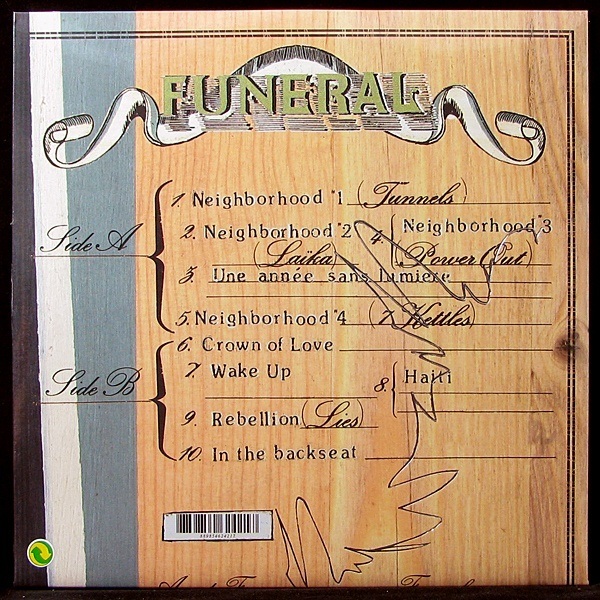 FUNERAL
Side A
1. Neighborhood #1 (Tunnels)
2. Neighborhood #2 (Laïka)
3. Une année sans lumiere
4. Neighborhood #3 (Power Out)
5. Neighborhood #4 (7 Kettles)
Side B
6. Crown of Love
7. Wake Up
8. Haïti
9. Rebellion (Lies)
10. In the backseat